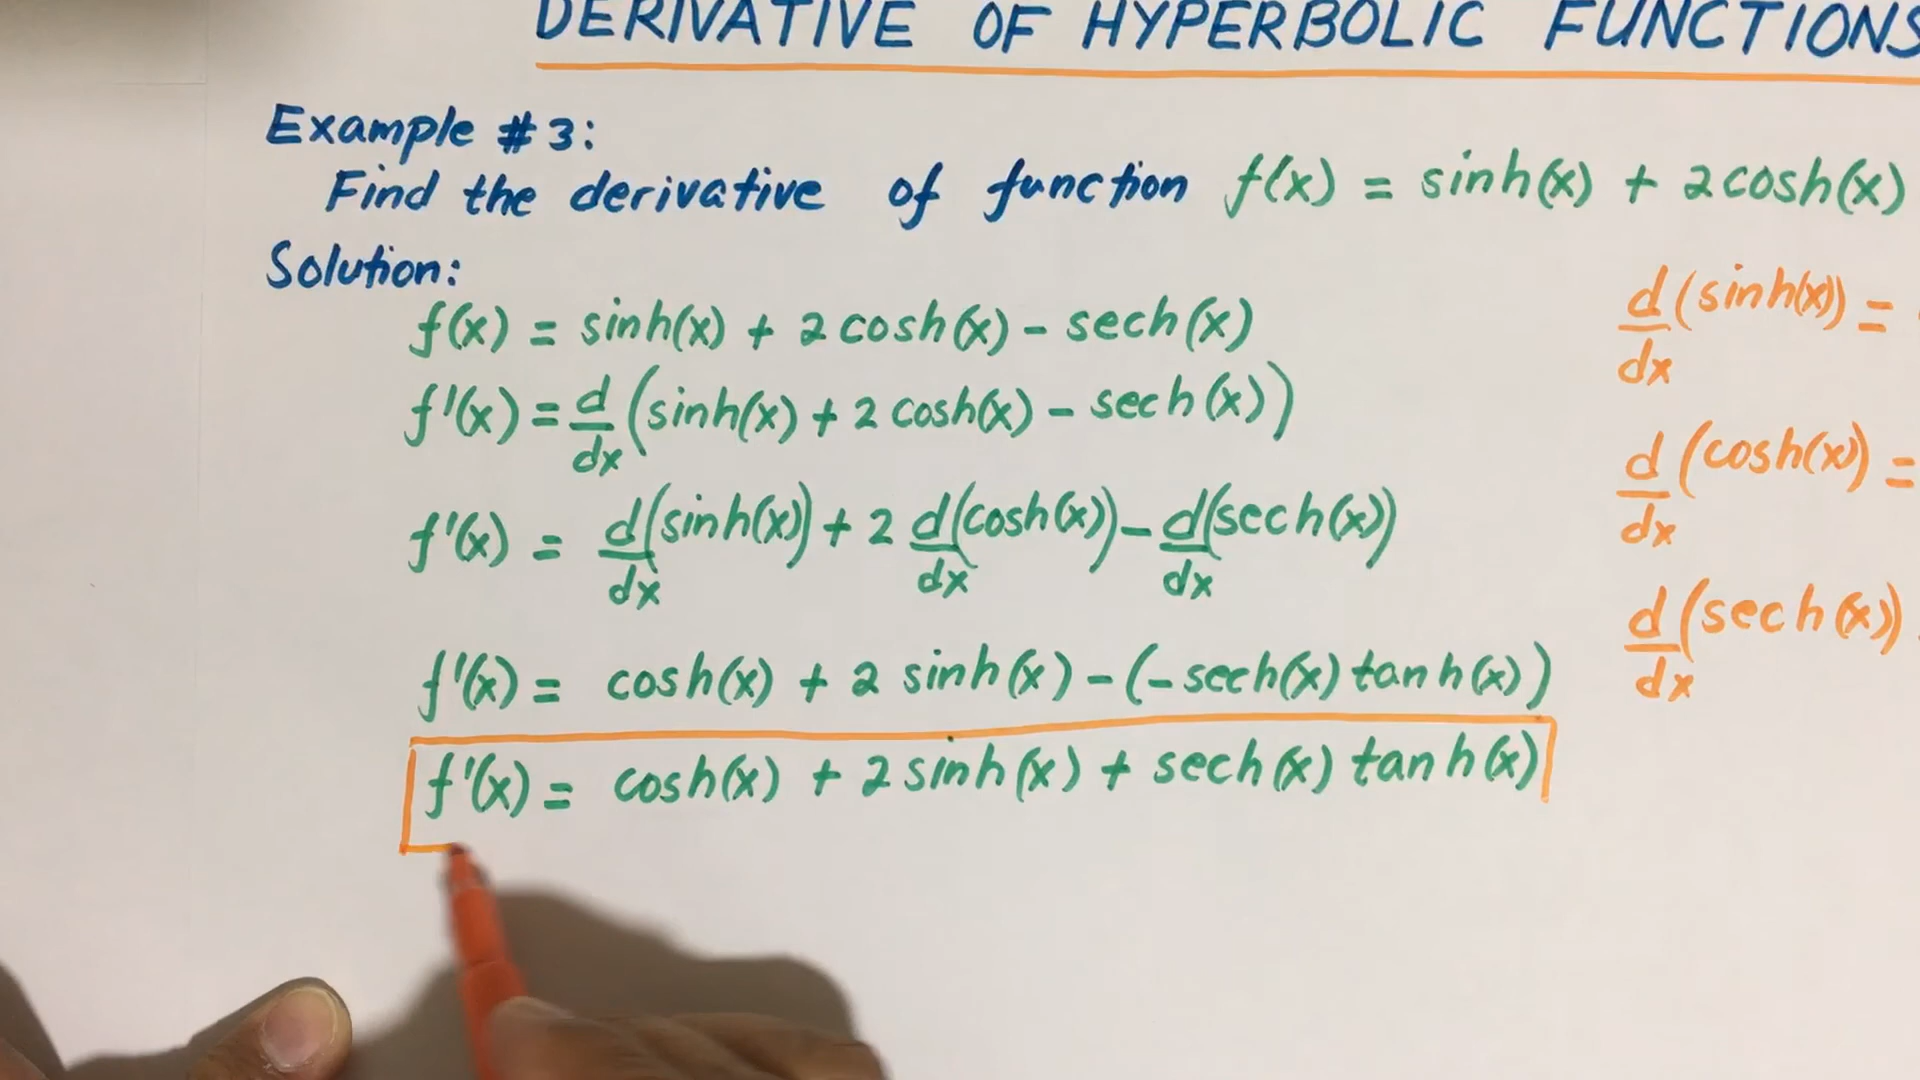 DERIVATIVE OF HYPERBOLIC FUNCTIONS
Example #3:
Find the derivative of function f(x) = sinh(x) + 2cosh(x)
Solution:
f(x) = sinh(x) + 2cosh(x) - sech(x)
f'(x) = d/dx (sinh(x) + 2 cosh(x) - sech(x))
f'(x) = d/dx (sinh(x)) + 2 d/dx (cosh(x)) - d/dx (sech(x))
f'(x) = cosh(x) + 2 sinh(x) - (-sech(x) tanh(x))
f'(x) = cosh(x) + 2 sinh(x) + sech(x) tanh(x)
d/dx (sinh(x)) =
d/dx (cosh(x)) =
d/dx (sech(x))